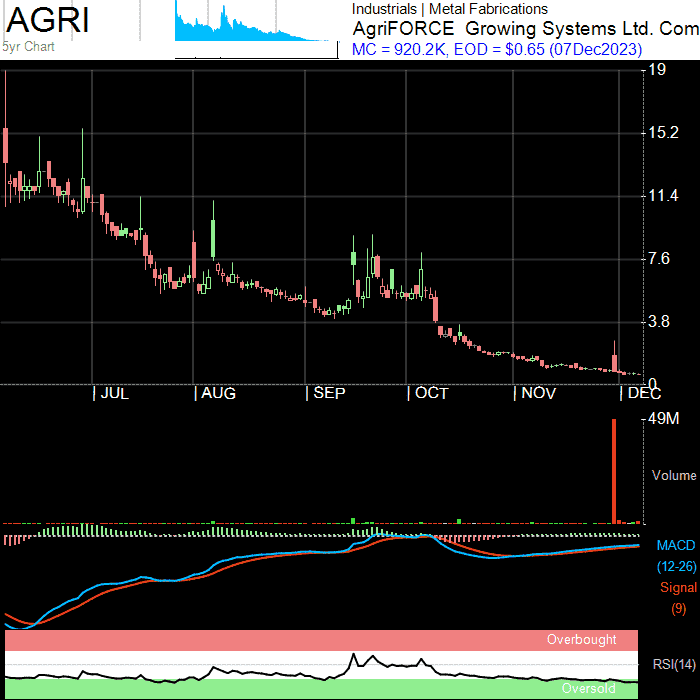 AGRI
5yr Chart
Industrials | Metal Fabrications
AgriFORCE Growing Systems Ltd. Com
MC = 920.2K, EOD = $0.65 (07Dec2023)
19
15.2
11.4
7.6
3.8
0
| JUL | AUG | SEP | OCT | NOV | DEC
49M
Volume
MACD
(12-26)
Signal
(9)
Overbought
RSI(14)
Oversold